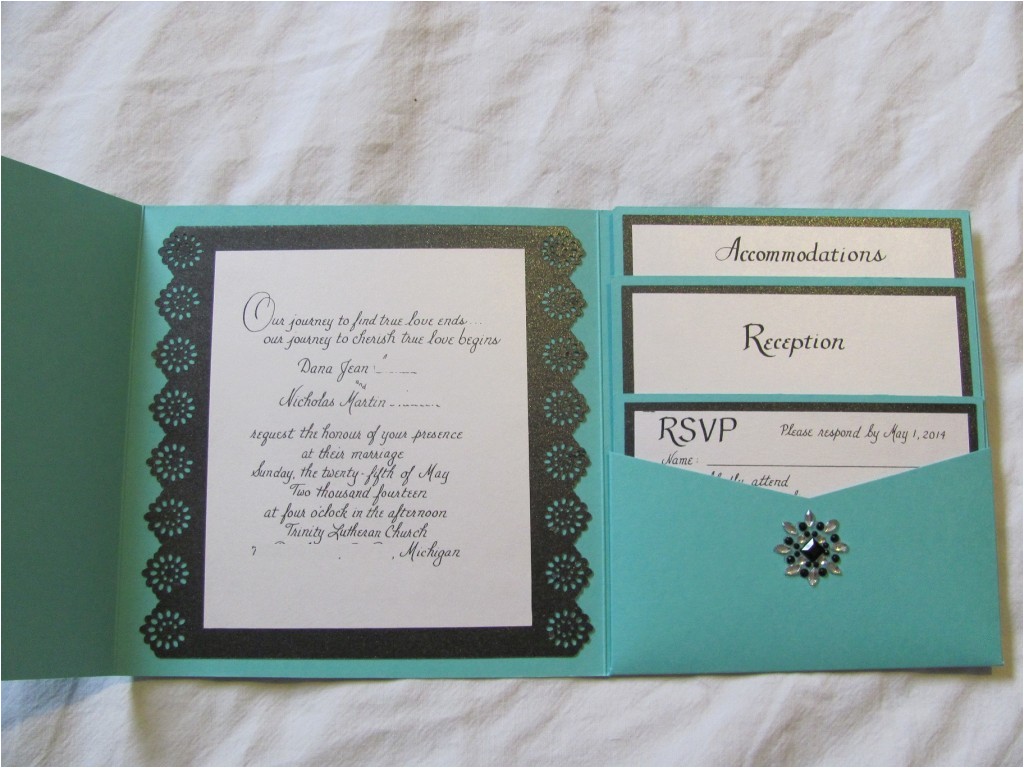 Our journey to find true love ends...
our journey to cherish true love begins
Dana Jean
and
Nicholas Martin
request the honour of your presence
at their marriage
Sunday, the twenty-fifth of May
Two thousand fourteen
at four o'clock in the afternoon
Trinity Lutheran Church
, Michigan
Accommodations
Reception
RSVP Please respond by May 1, 2014
Name:
attend